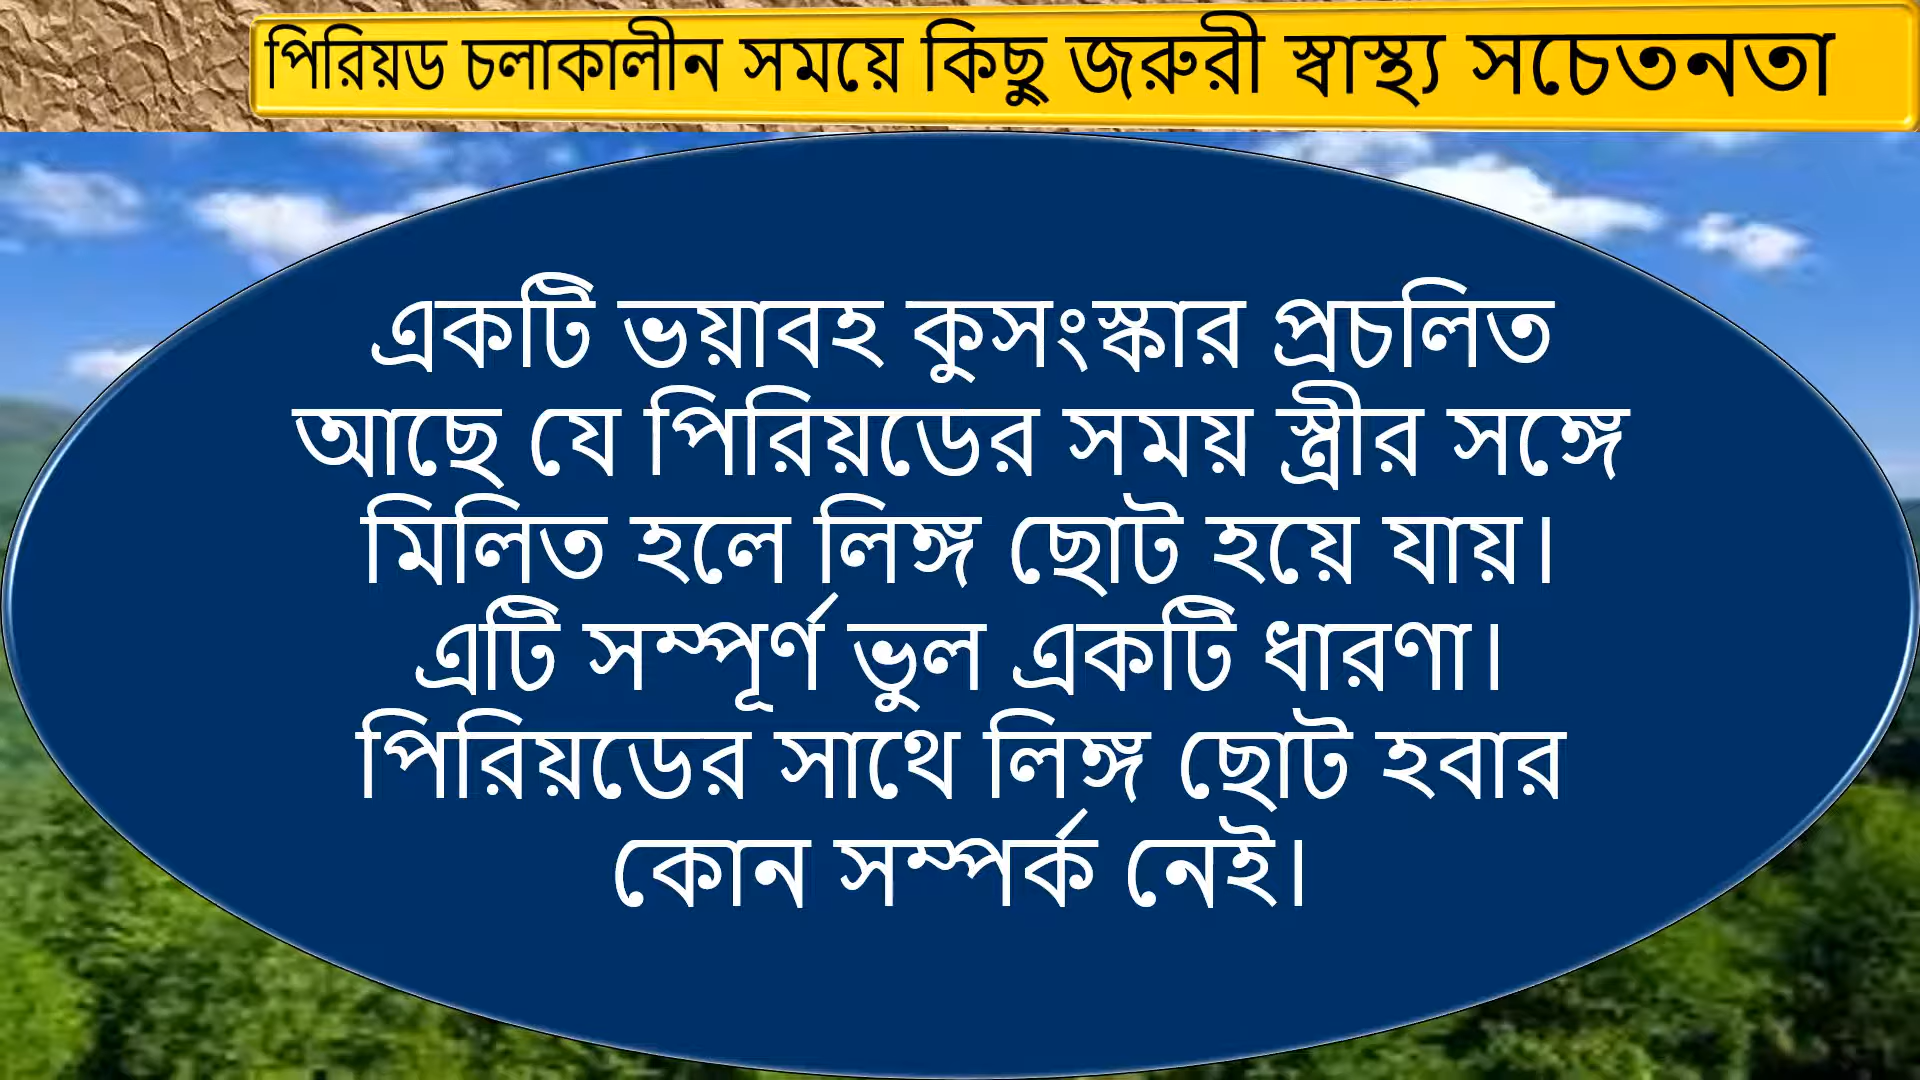 পিরিয়ড চলাকালীন সময়ে কিছু জরুরী স্বাস্থ্য সচেতনতা
একটি ভয়াবহ কুসংস্কার প্রচলিত
আছে যে পিরিয়ডের সময় স্ত্রীর সঙ্গে
মিলিত হলে লিঙ্গ ছোট হয়ে যায়।
এটি সম্পূর্ণ ভুল একটি ধারণা।
পিরিয়ডের সাথে লিঙ্গ ছোট হবার
কোন সম্পর্ক নেই।